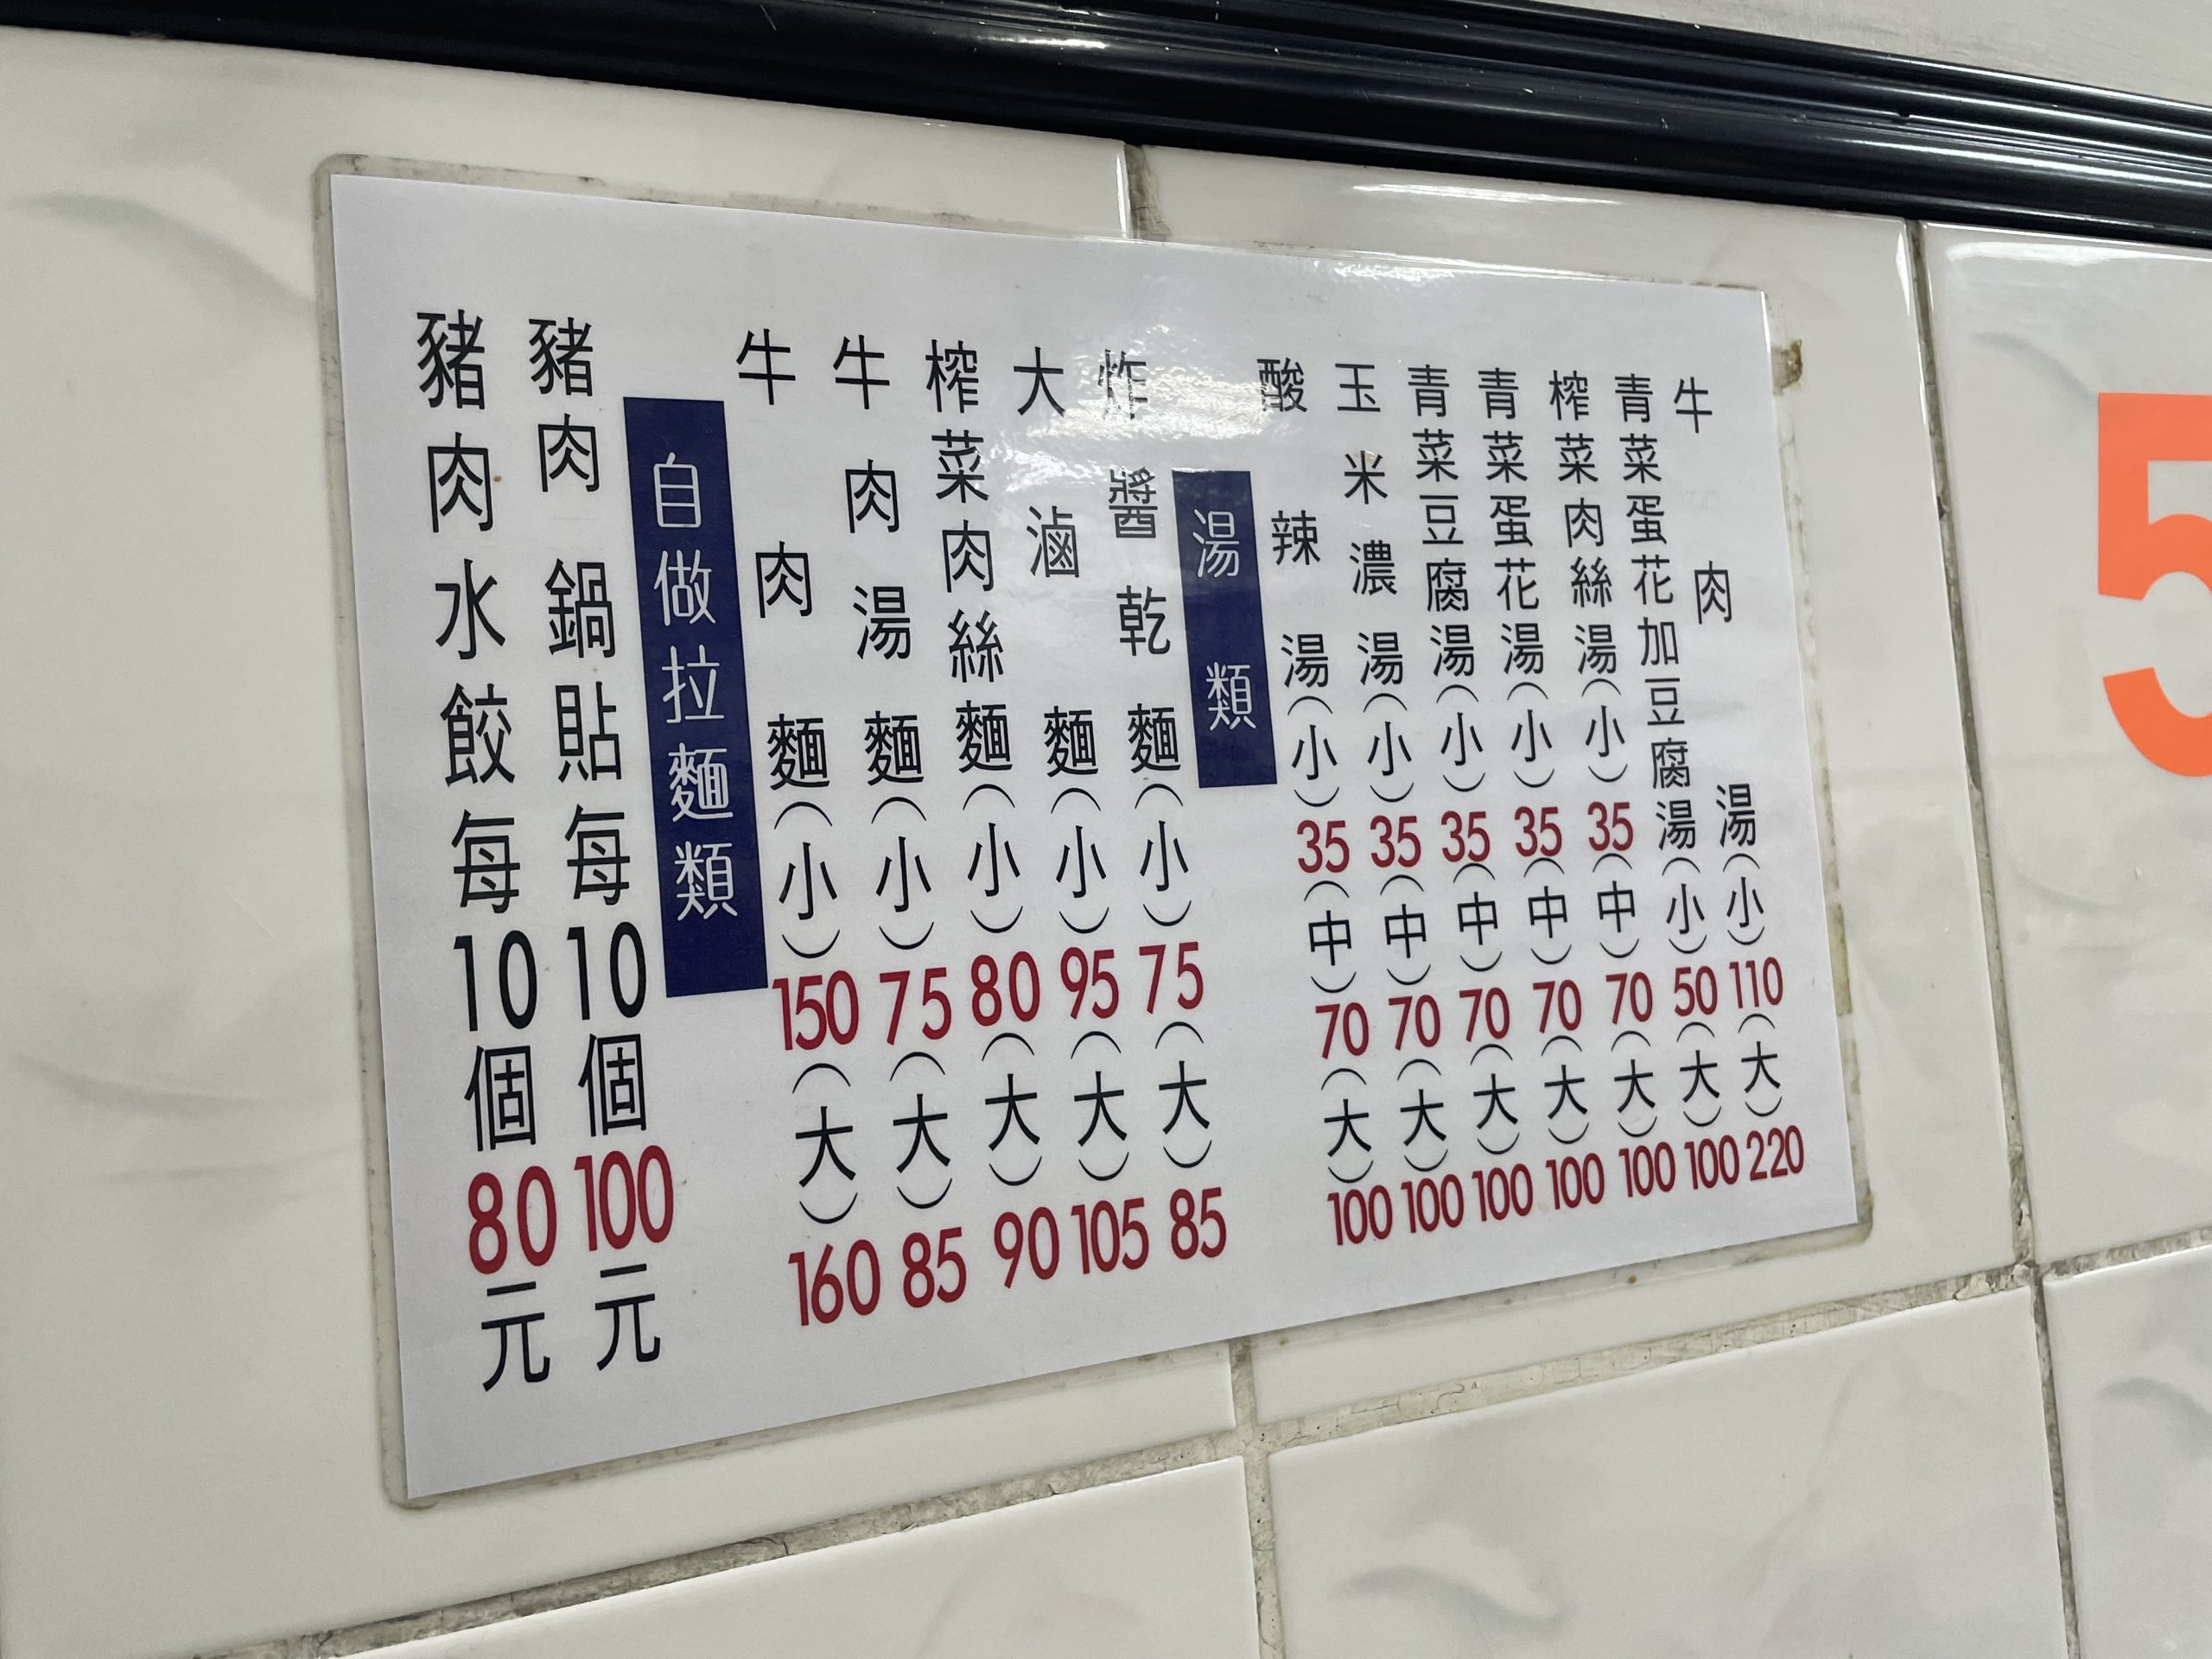 豬肉水餃每10個80元
豬肉鍋貼每10個100元
自做拉麵類
牛肉麵(小)150(大)160
牛肉湯麵(小)75(大)85
榨菜肉絲麵(小)80(大)90
大滷麵(小)95(大)105
炸醬乾麵(小)75(大)85
湯類
酸辣湯(小)35(中)70(大)100
玉米濃湯(小)35(中)70(大)100
青菜豆腐湯(小)35(中)70(大)100
青菜蛋花湯(小)35(中)70(大)100
榨菜肉絲湯(小)35(中)70(大)100
青菜蛋花加豆腐湯(小)50(大)100
牛肉湯(小)110(大)220
5